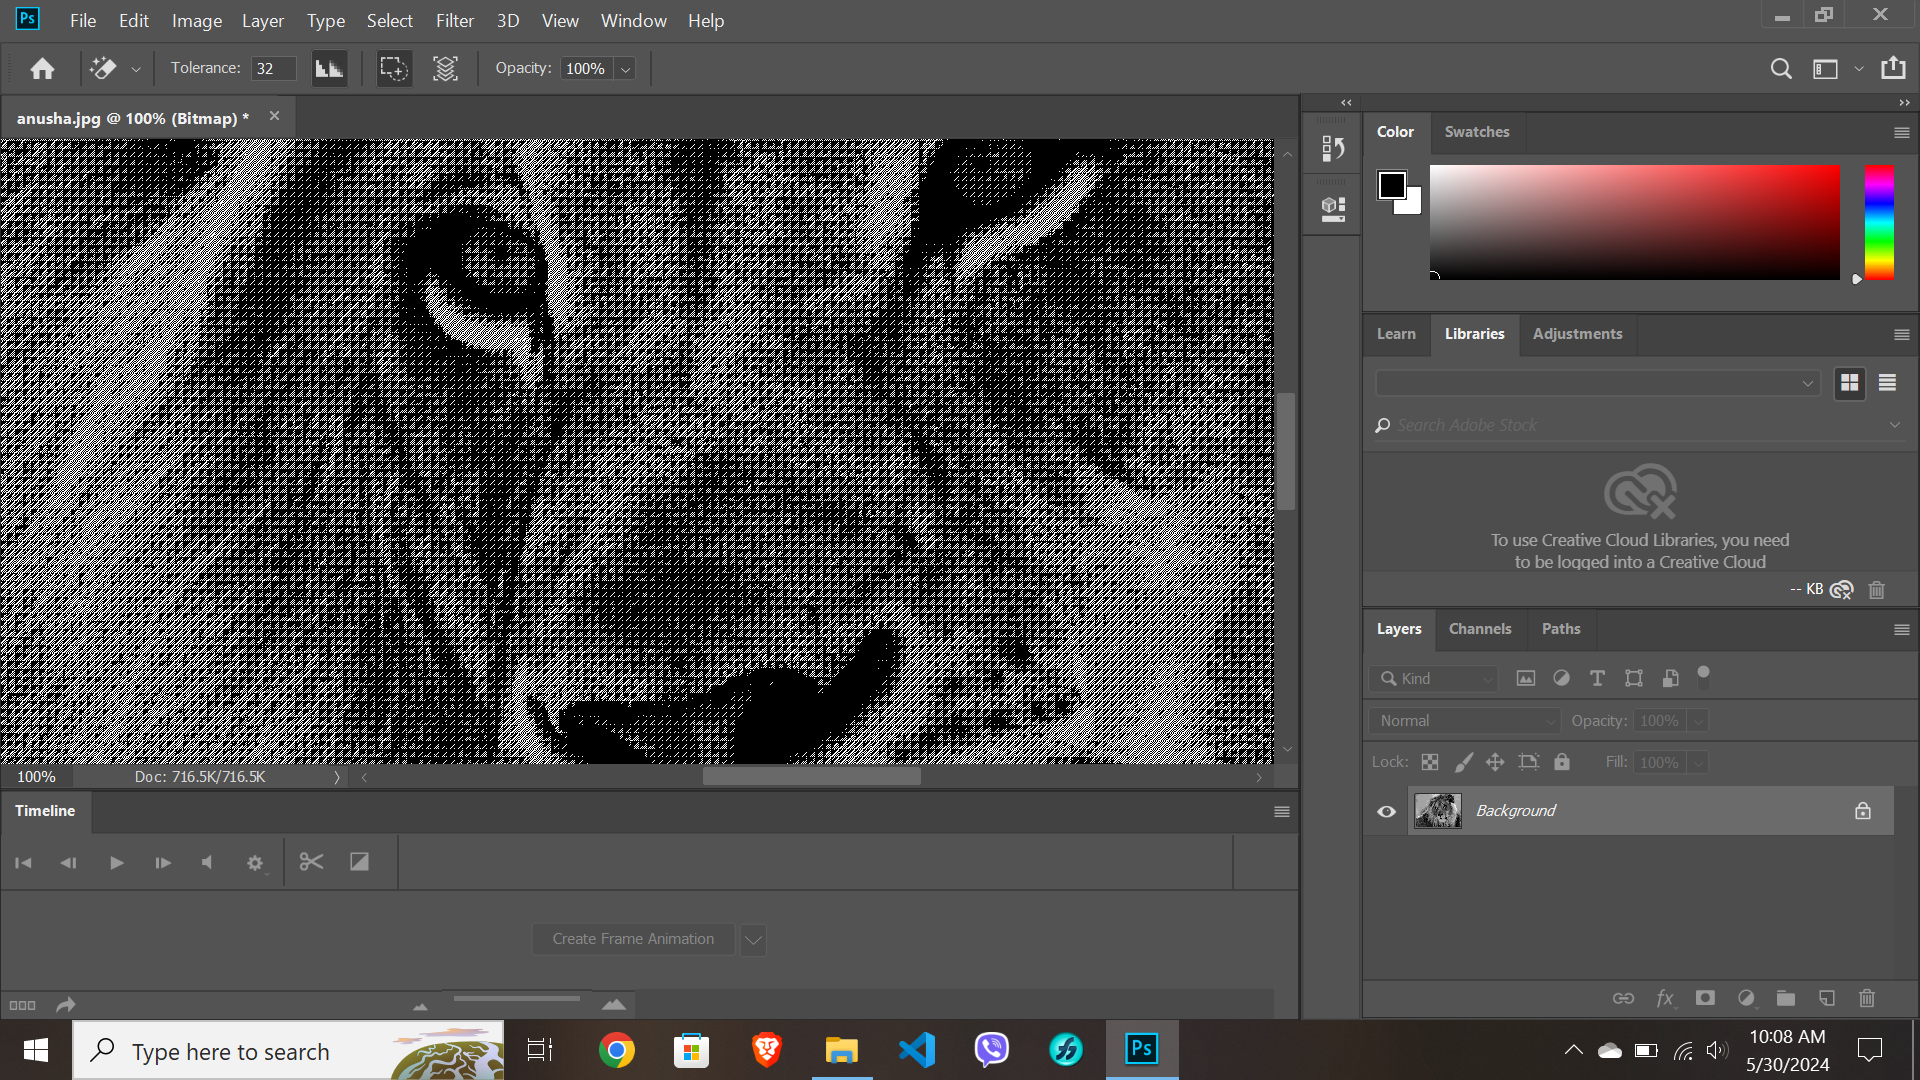 Ps File Edit Image Layer Type Select Filter 3D View Window Help
Tolerance: 32 Opacity: 100%
anusha.jpg @ 100% (Bitmap) *
Color Swatches
Learn Libraries Adjustments
Search Adobe Stock
To use Creative Cloud Libraries, you need
to be logged into a Creative Cloud
-- KB
Layers Channels Paths
Kind
Normal Opacity: 100%
Lock: Fill: 100%
Background
fx
100% Doc: 716.5K/716.5K
Timeline
Create Frame Animation
Type here to search
Ps
10:08 AM
5/30/2024